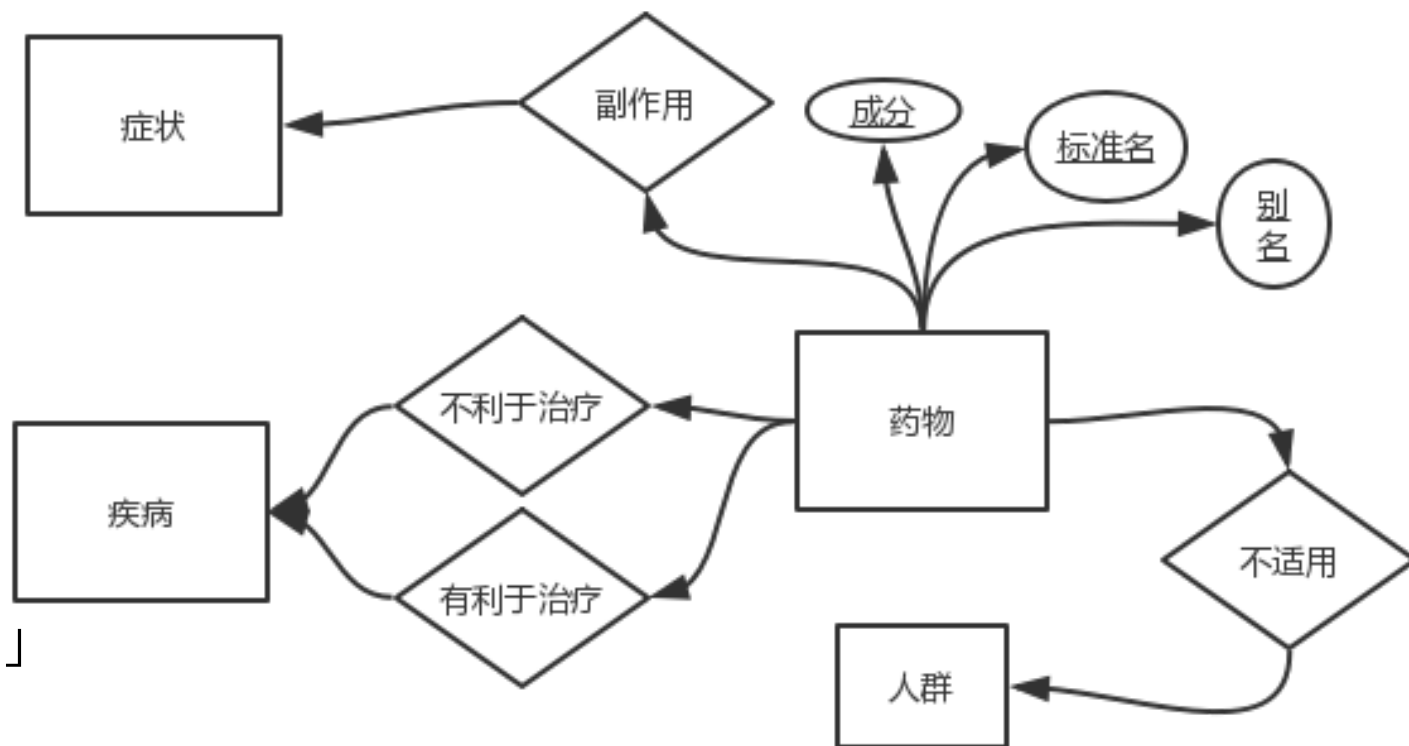 副作用
症状
成分
标准名
别
名
不利于治疗
药物
疾病
有利于治疗
不适用
人群
」